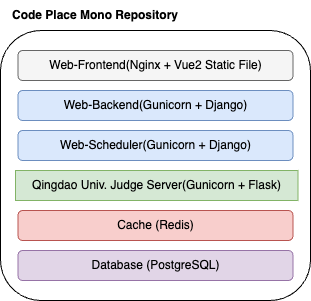 Code Place Mono Repository
Web-Frontend(Nginx + Vue2 Static File)
Web-Backend(Gunicorn + Django)
Web-Scheduler(Gunicorn + Django)
Qingdao Univ. Judge Server(Gunicorn + Flask)
Cache (Redis)
Database (PostgreSQL)